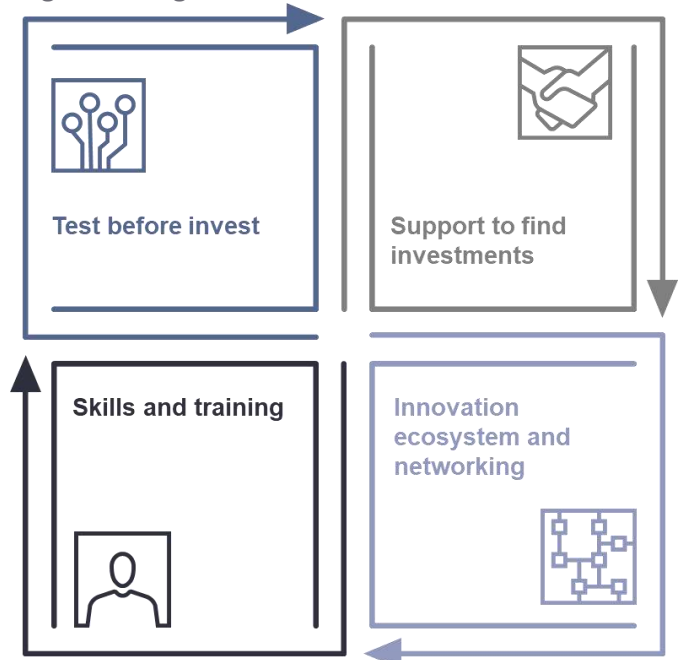 Test before invest
Support to find
investments
Skills and training
Innovation
ecosystem and
networking